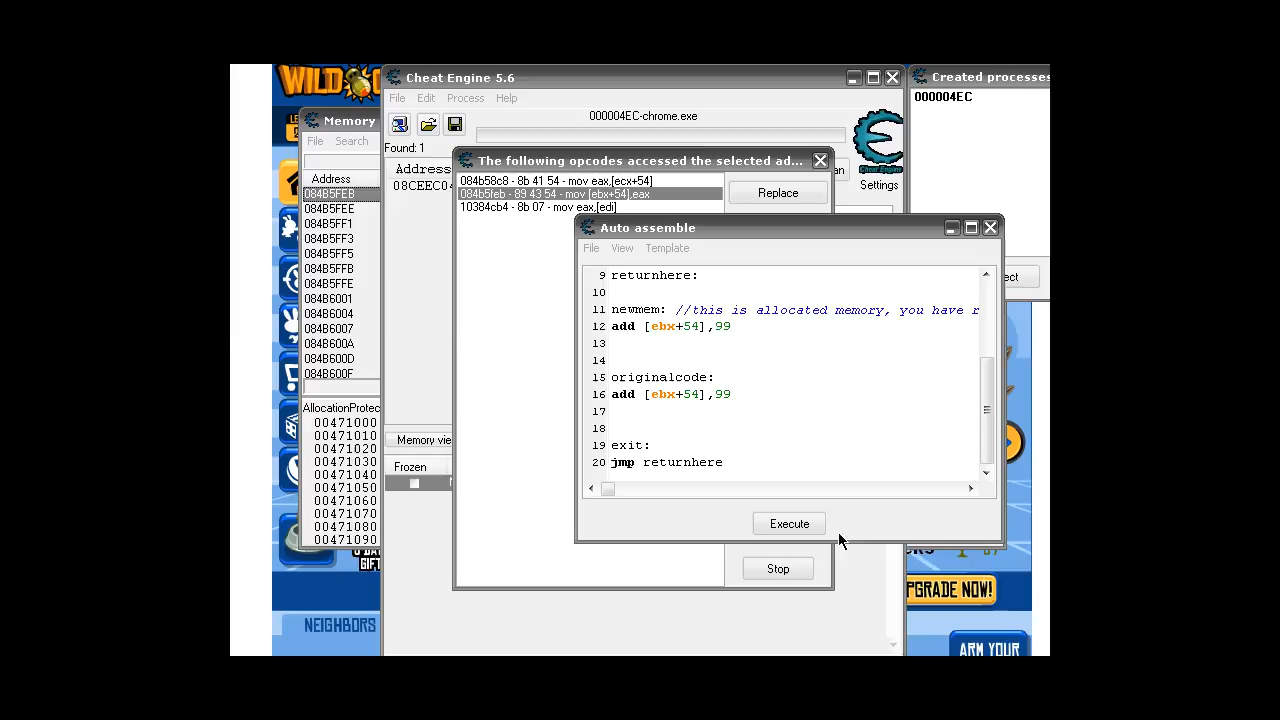 WILD
Cheat Engine 5.6
Created processes
File Edit Process Help
000004EC
000004EC-chrome.exe
Memory
File Search
Found: 1
Address
084B5FEB
084B5FEE
084B5FF1
084B5FF3
084B5FF5
084B5FFB
084B5FFE
084B6001
084B6004
084B6007
084B600A
084B600D
084B600F
AllocationProtec
00471000
00471010
00471020
00471030
00471040
00471050
00471060
00471070
00471080
00471090
Address
08CEEC04
Settings
The following opcodes accessed the selected ad...
084b58c8 - 8b 41 54 - mov eax,[ecx+54]
084b5feb - 89 43 54 - mov [ebx+54],eax
10384cb4 - 8b 07 - mov eax,[edi]
Replace
Auto assemble
File View Template
9 returnhere:
10
11 newmem: //this is allocated memory, you have r
12 add [ebx+54],99
13
14
15 originalcode:
16 add [ebx+54],99
17
18
19 exit:
20 jmp returnhere
Execute
Stop
Memory vie
Frozen
GIFT
UPGRADE NOW!
NEIGHBORS
ARM YOUR